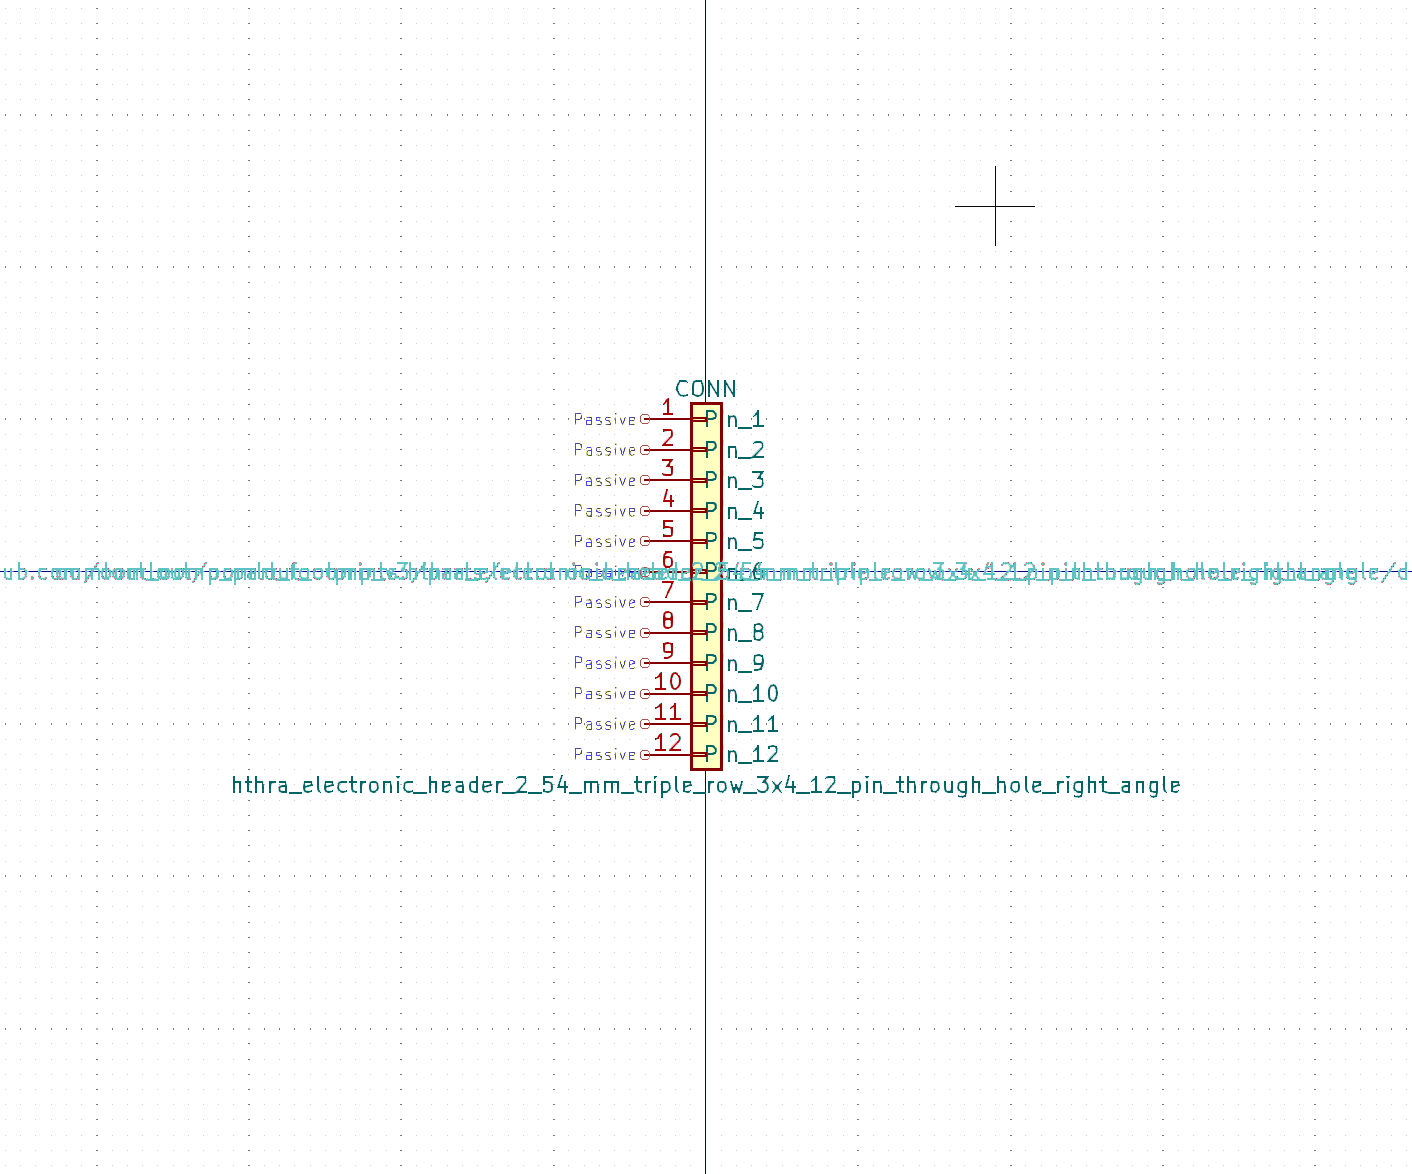 CONN
Passive 1 P n_1
Passive 2 P n_2
Passive 3 P n_3
Passive 4 P n_4
Passive 5 P n_5
6 P n_6
Passive 7 P n_7
Passive 8 P n_8
Passive 9 P n_9
Passive 10 P n_10
Passive 11 P n_11
Passive 12 P n_12
hthra_electronic_header_2_54_mm_triple_row_3x4_12_pin_through_hole_right_angle